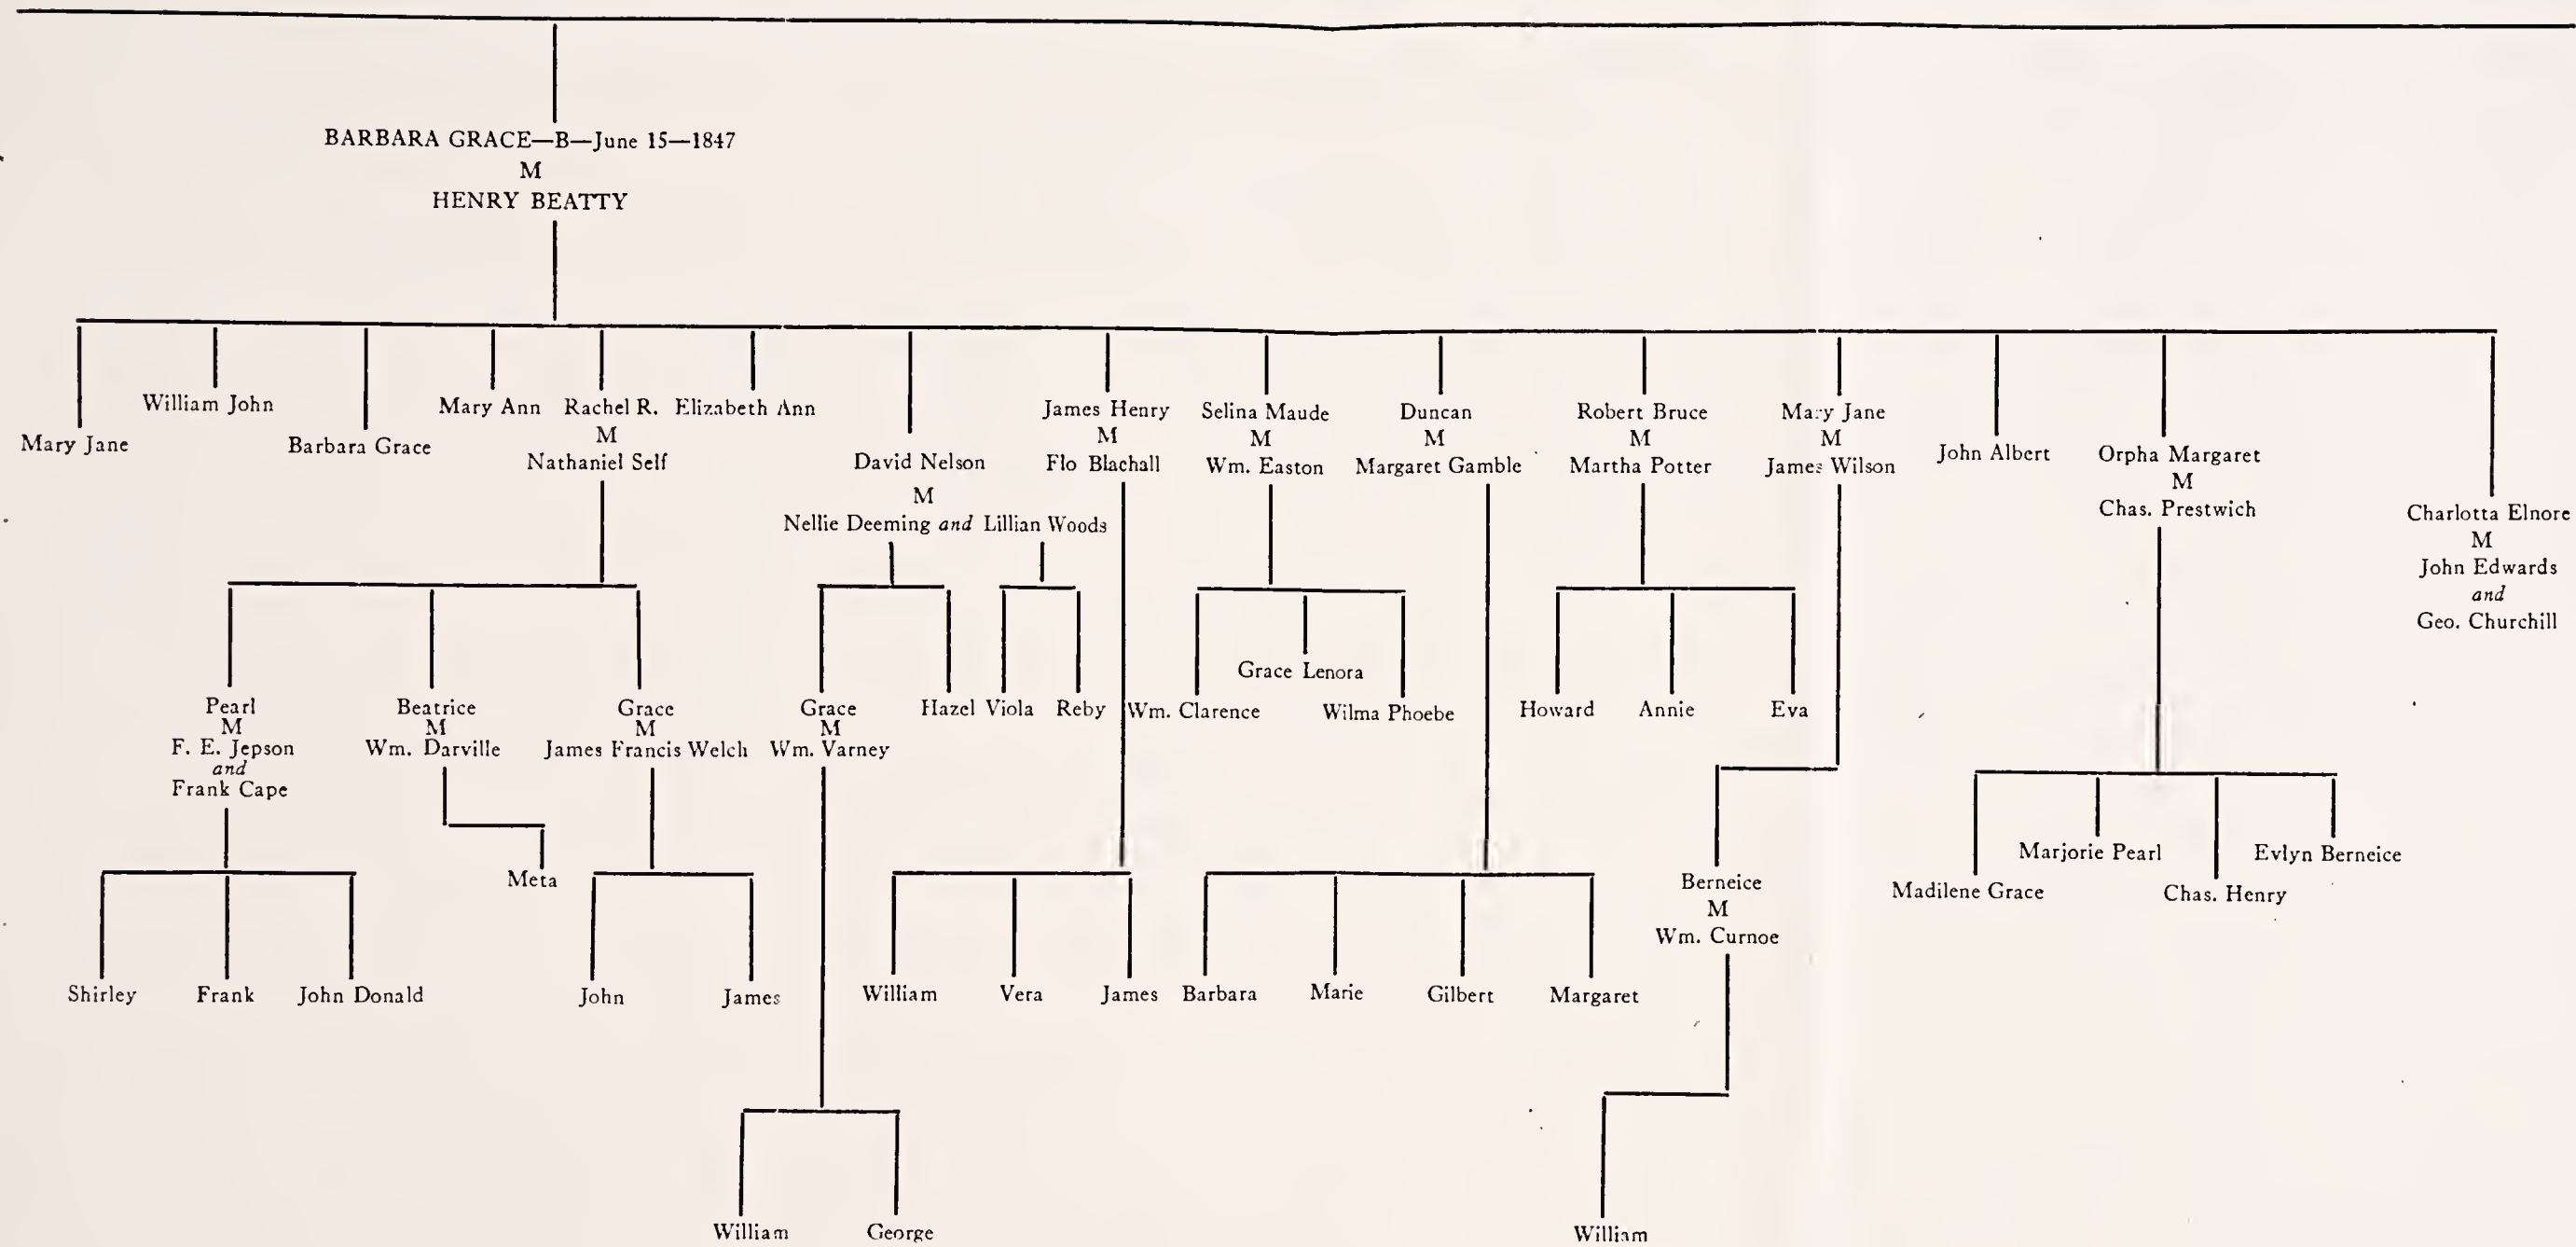 BARBARA GRACE—B—June 15—1847
M
HENRY BEATTY
Mary Jane
William John
Barbara Grace
Mary Ann
Rachel R.
M
Nathaniel Self
Elizabeth Ann
David Nelson
M
Nellie Deeming and Lillian Woods
James Henry
M
Flo Blachall
Selina Maude
M
Wm. Easton
Duncan
M
Margaret Gamble
Robert Bruce
M
Martha Potter
Mary Jane
M
James Wilson
John Albert
Orpha Margaret
M
Chas. Prestwich
Charlotta Elnore
M
John Edwards
and
Geo. Churchill
Pearl
M
F. E. Jepson
and
Frank Cape
Beatrice
M
Wm. Darville
Grace
M
James Francis Welch
Grace
M
Wm. Varney
Hazel
Viola
Reby
Wm. Clarence
Grace Lenora
Wilma Phoebe
Howard
Annie
Eva
Shirley
Frank
John Donald
Meta
John
James
William
Vera
James
Barbara
Marie
Gilbert
Margaret
Berneice
M
Wm. Curnoe
Madilene Grace
Marjorie Pearl
Chas. Henry
Evlyn Berneice
William
George
William